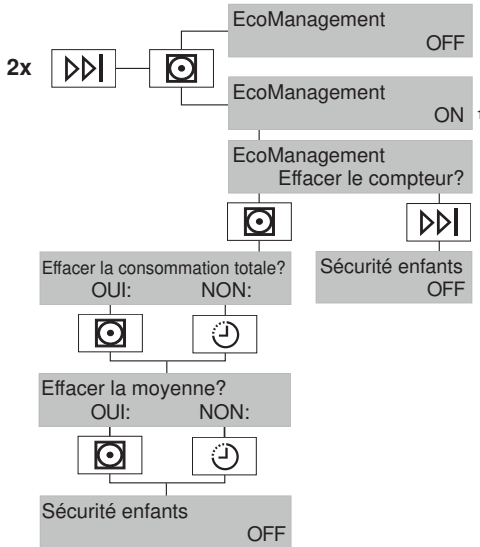 EcoManagement
OFF
2x
EcoManagement
ON
EcoManagement
Effacer le compteur?
Effacer la consommation totale?
OUI: NON:
Sécurité enfants
OFF
Effacer la moyenne?
OUI: NON:
Sécurité enfants
OFF